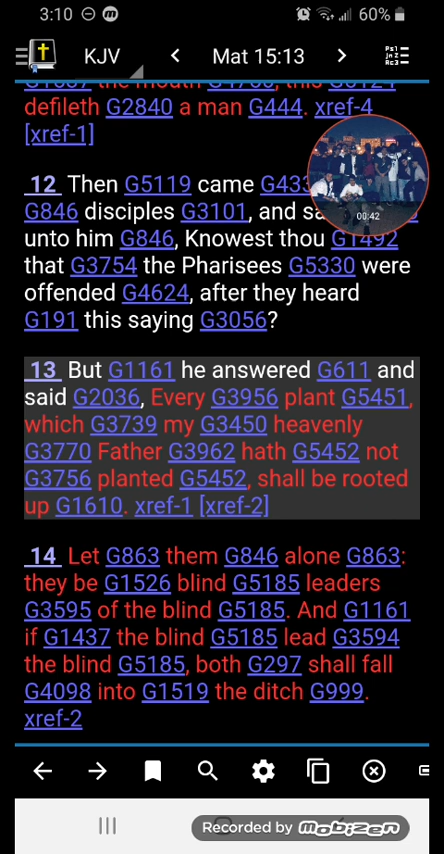 3:10 60%
KJV < Mat 15:13 >
defileth G2840 a man G444. xref-4
[xref-1]
12 Then G5119 came
G846 disciples G3101, and
unto him G846, Knowest thou G1492
that G3754 the Pharisees G5330 were
offended G4624, after they heard
G191 this saying G3056?
00:42
13 But G1161 he answered G611 and
said G2036, Every G3956 plant G5451,
which G3739 my G3450 heavenly
G3770 Father G3962 hath G5452 not
G3756 planted G5452, shall be rooted
up G1610. xref-1 [xref-2]
14 Let G863 them G846 alone G863:
they be G1526 blind G5185 leaders
G3595 of the blind G5185. And G1161
if G1437 the blind G5185 lead G3594
the blind G5185, both G297 shall fall
G4098 into G1519 the ditch G999.
xref-2
Recorded by Mobizen